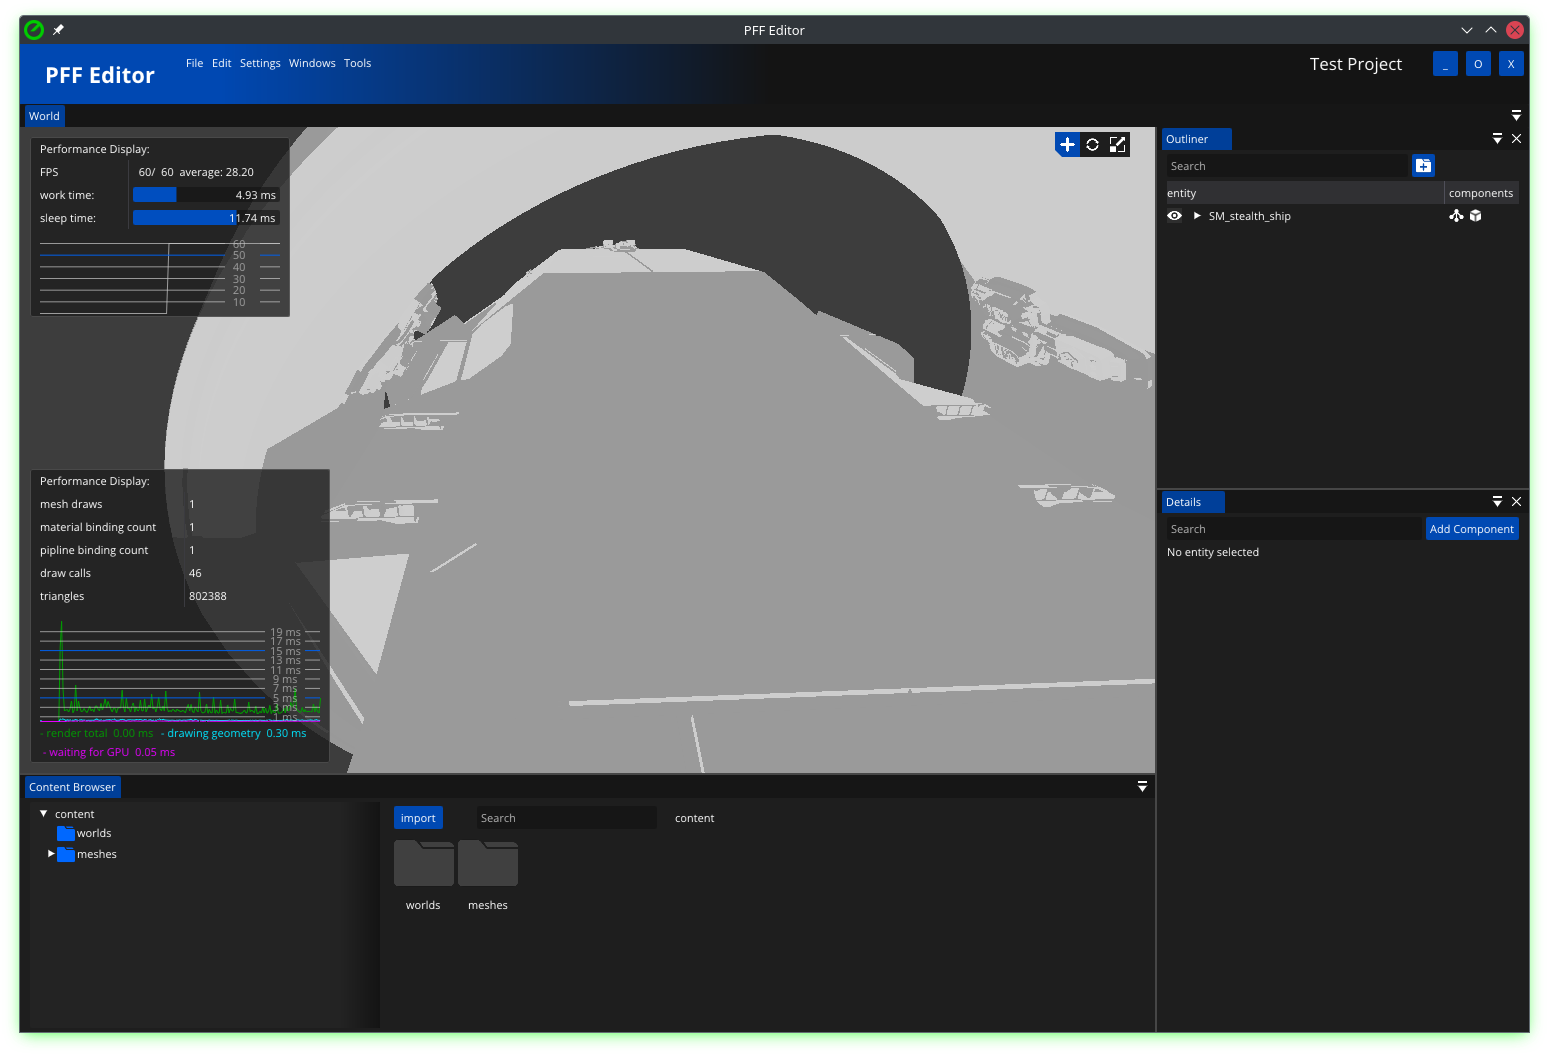 PFF Editor
PFF Editor
File Edit Settings Windows Tools
Test Project
_ O X
World
Performance Display:
FPS 60/ 60 average: 28.20
work time: 4.93 ms
sleep time: 11.74 ms
60
50
40
30
20
10
Performance Display:
mesh draws 1
material binding count 1
pipline binding count 1
draw calls 46
triangles 802388
19 ms
17 ms
15 ms
13 ms
11 ms
9 ms
7 ms
5 ms
3 ms
1 ms
- render total 0.00 ms - drawing geometry 0.30 ms
- waiting for GPU 0.05 ms
Outliner
Search
entity components
SM_stealth_ship
Details
Search Add Component
No entity selected
Content Browser
content
worlds
meshes
import Search content
worlds meshes